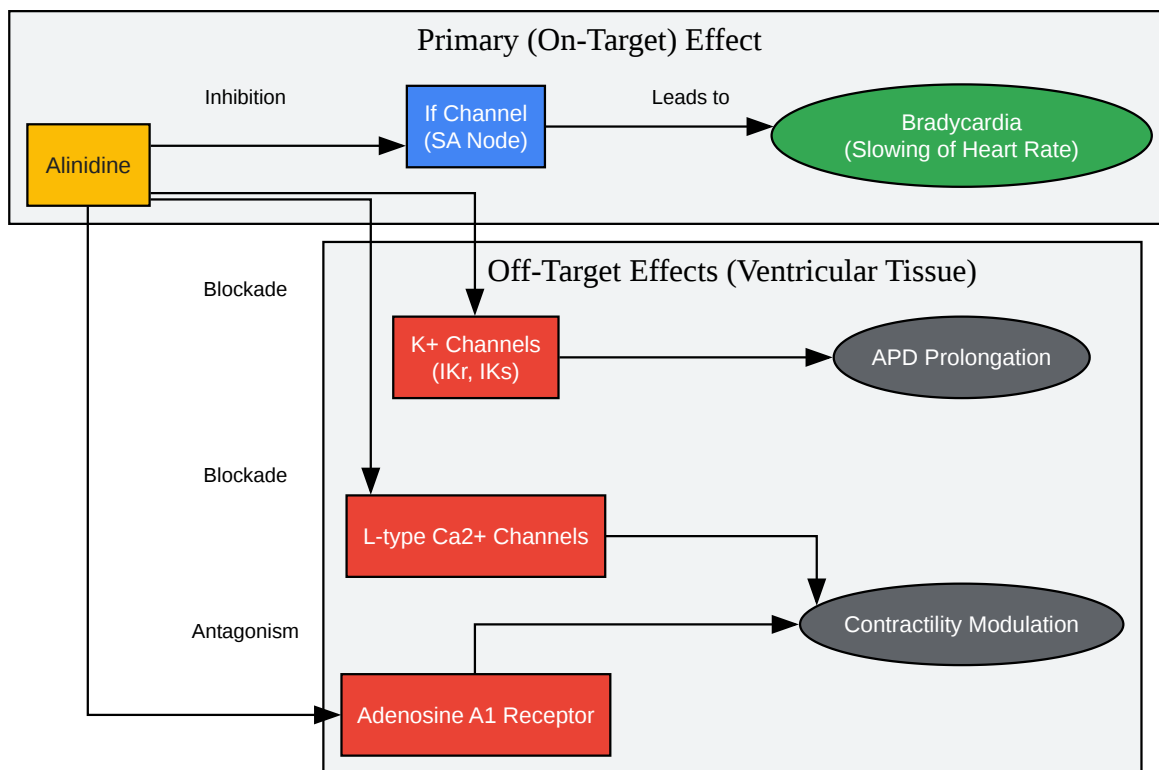 Primary (On-Target) Effect
Inhibition
If Channel
(SA Node)
Leads to
Bradycardia
(Slowing of Heart Rate)
Alinidine
Off-Target Effects (Ventricular Tissue)
Blockade
K+ Channels
(IKr, IKs)
APD Prolongation
Blockade
L-type Ca2+ Channels
Antagonism
Contractility Modulation
Adenosine A1 Receptor